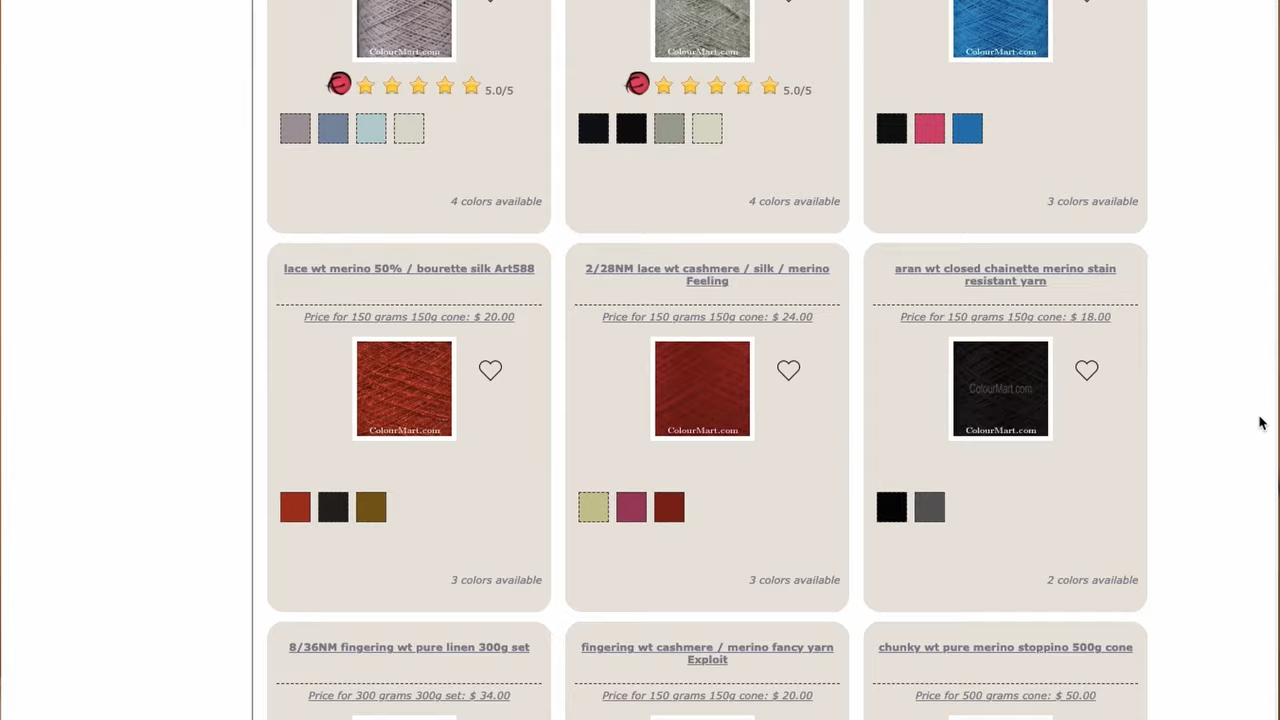 ColourMart.com
ColourMart.com
ColourMart.com
5.0/5
5.0/5
4 colors available
4 colors available
3 colors available
lace wt merino 50% / bourette silk Art588
Price for 150 grams 150g cone: $ 20.00
ColourMart.com
3 colors available
2/28NM lace wt cashmere / silk / merino
Feeling
Price for 150 grams 150g cone: $ 24.00
ColourMart.com
3 colors available
aran wt closed chainette merino stain
resistant yarn
Price for 150 grams 150g cone: $ 18.00
ColourMart.com
ColourMart.com
2 colors available
8/36NM fingering wt pure linen 300g set
Price for 300 grams 300g set: $ 34.00
fingering wt cashmere / merino fancy yarn
Exploit
Price for 150 grams 150g cone: $ 20.00
chunky wt pure merino stoppino 500g cone
Price for 500 grams cone: $ 50.00